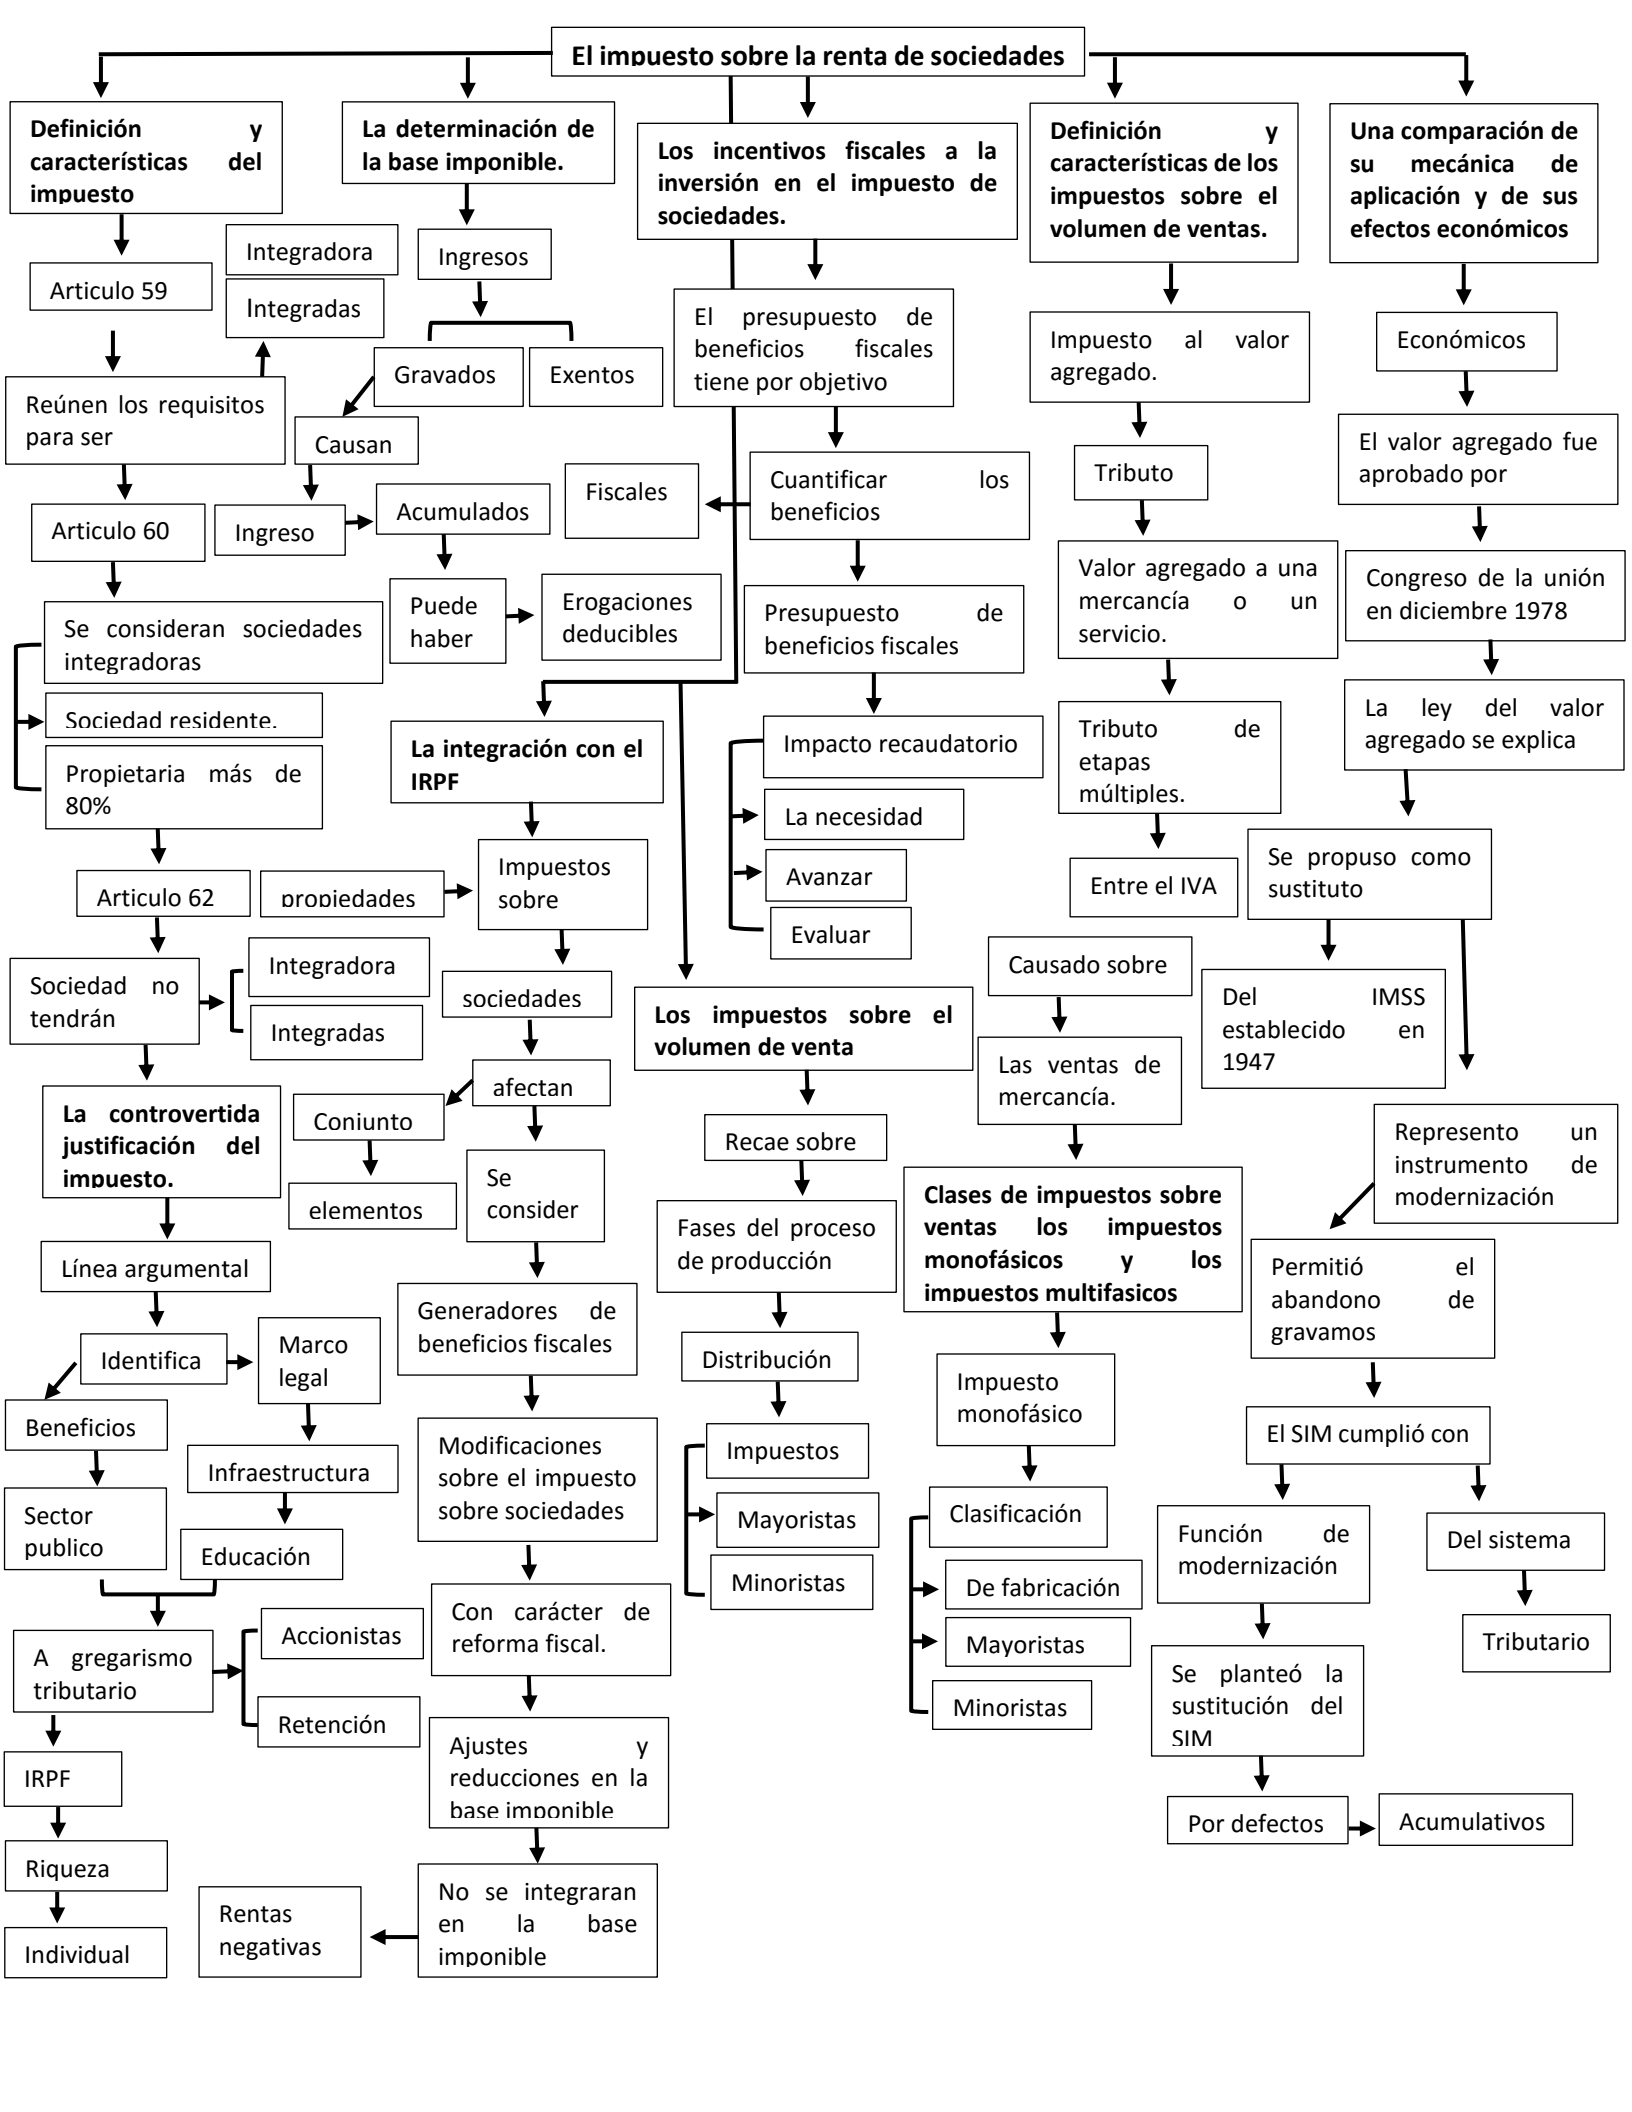 El impuesto sobre la renta de sociedades
Definición y
características del
impuesto
Articulo 59
Integradora
Integradas
Reúnen los requisitos
para ser
Articulo 60
Se consideran sociedades
integradoras
Sociedad residente.
Propietaria más de
80%
Articulo 62
Sociedad no
tendrán
Integradora
Integradas
La controvertida
justificación del
impuesto.
Línea argumental
Identifica
Marco
legal
Beneficios
Infraestructura
Sector
publico
Educación
A gregarismo
tributario
Accionistas
Retención
IRPF
Riqueza
Individual
La determinación de
la base imponible.
Ingresos
Gravados
Exentos
Causan
Ingreso
Acumulados
Puede
haber
Erogaciones
deducibles
La integración con el
IRPF
propiedades
Impuestos
sobre
sociedades
afectan
Conjunto
elementos
Se
consider
Generadores de
beneficios fiscales
Modificaciones
sobre el impuesto
sobre sociedades
Con carácter de
reforma fiscal.
Ajustes y
reducciones en la
base imponible
No se integraran
en la base
imponible
Rentas
negativas
Los incentivos fiscales a la
inversión en el impuesto de
sociedades.
El presupuesto de
beneficios fiscales
tiene por objetivo
Cuantificar los
beneficios
Fiscales
Presupuesto de
beneficios fiscales
Impacto recaudatorio
La necesidad
Avanzar
Evaluar
Los impuestos sobre el
volumen de venta
Recae sobre
Fases del proceso
de producción
Distribución
Impuestos
Mayoristas
Minoristas
Definición y
características de los
impuestos sobre el
volumen de ventas.
Impuesto al valor
agregado.
Tributo
Valor agregado a una
mercancía o un
servicio.
Tributo de
etapas
múltiples.
Entre el IVA
Causado sobre
Las ventas de
mercancía.
Clases de impuestos sobre
ventas los impuestos
monofásicos y los
impuestos multifasicos
Impuesto
monofásico
Clasificación
De fabricación
Mayoristas
Minoristas
Una comparación de
su mecánica de
aplicación y de sus
efectos económicos
Económicos
El valor agregado fue
aprobado por
Congreso de la unión
en diciembre 1978
La ley del valor
agregado se explica
Se propuso como
sustituto
Del IMSS
establecido en
1947
Represento un
instrumento de
modernización
Permitió el
abandono de
gravamos
El SIM cumplió con
Función de
modernización
Del sistema
Tributario
Se planteó la
sustitución del
SIM
Por defectos
Acumulativos